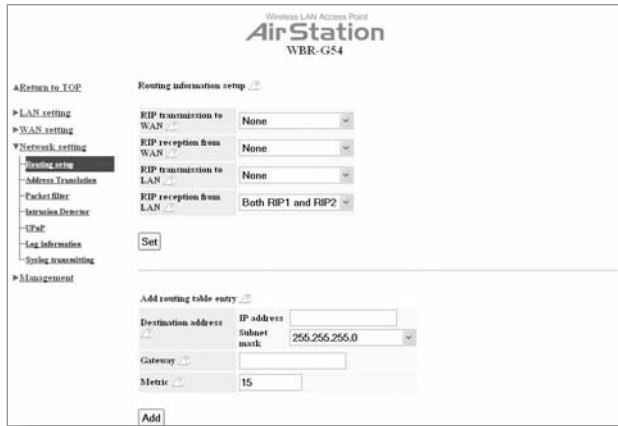 Wireless LAN Access Point
AirStation
WBR-G54
▲Return to TOP
▶LAN setting
▶WAN setting
▼Network setting
Routing setup
Address Translation
Packet filter
Intrusion Detector
UPnP
Log information
Syslog transmitting
▶Management
Routing information setup
RIP transmission to WAN
None
RIP reception from WAN
None
RIP transmission to LAN
None
RIP reception from LAN
Both RIP1 and RIP2
Set
Add routing table entry
Destination address
IP address
Subnet mask
255.255.255.0
Gateway
Metric
15
Add